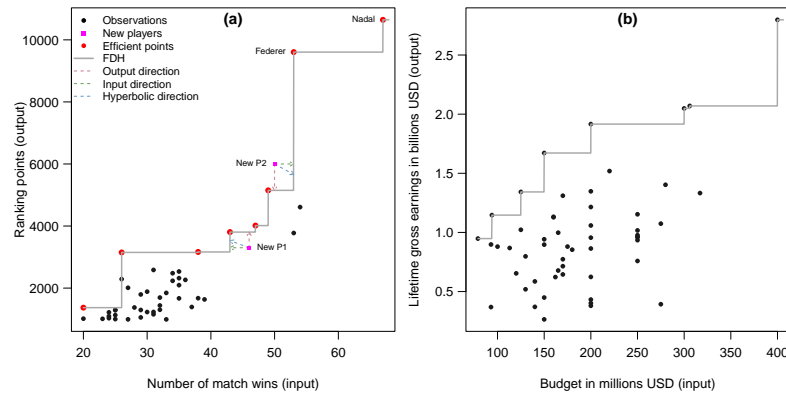 (a)
Observations
New players
Efficient points
FDH
Output direction
Input direction
Hyperbolic direction
Nadal
Federer
New P2
New P1
Ranking points (output)
10000
8000
6000
4000
2000
20 30 40 50 60
Number of match wins (input)
(b)
Lifetime gross earnings in billions USD (output)
2.5
2.0
1.5
1.0
0.5
100 150 200 250 300 350 400
Budget in millions USD (input)